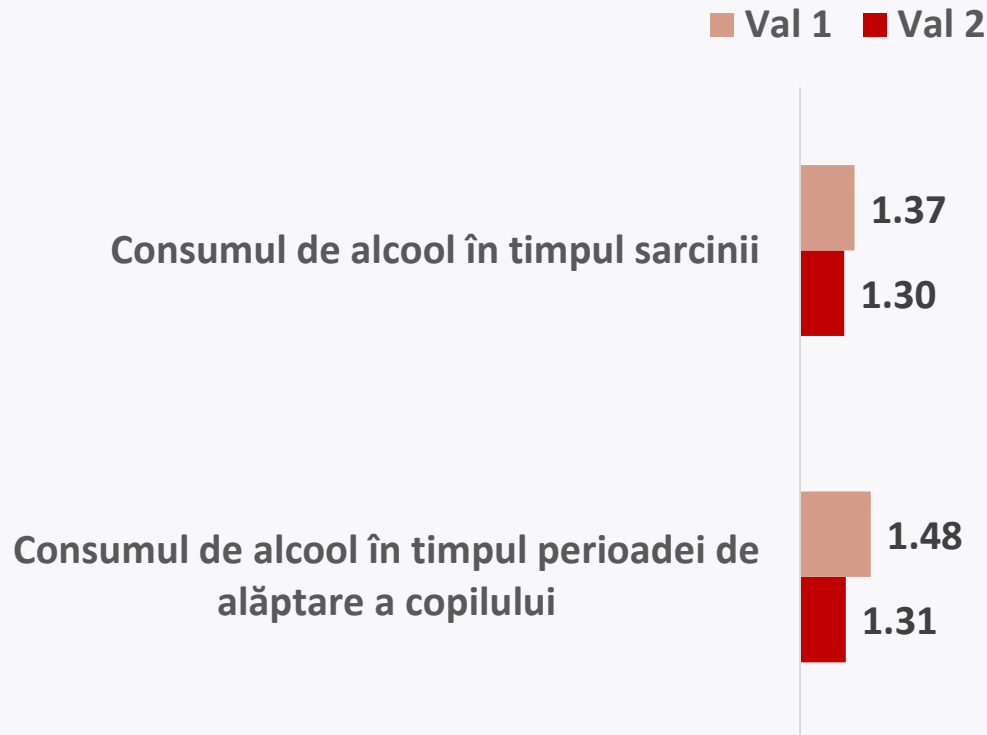 Val 1 Val 2
Consumul de alcool în timpul sarcinii
1.37
1.30
Consumul de alcool în timpul perioadei de
alăptare a copilului
1.48
1.31